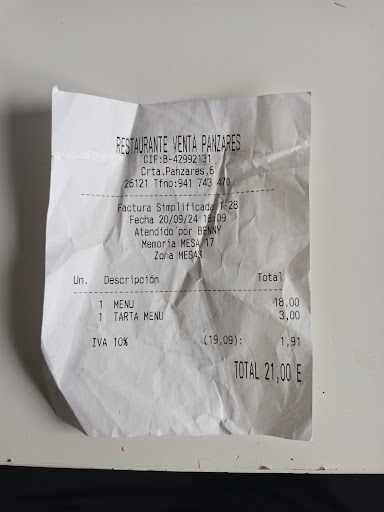 RESTAURANTE VENTA PANZARES
CIF:B-42992131
Crta.Panzares,6
26121 Tfno:941 743 470
Factura Simplificada T-28
Fecha 20/09/24 16:09
Atendido por BENNY
Memoria MESA 17
Zona MESAS
Un. Descripción Total
1 MENU 18,00
1 TARTA MENU 3,00
IVA 10% (19,09): 1,91
TOTAL 21,00 E